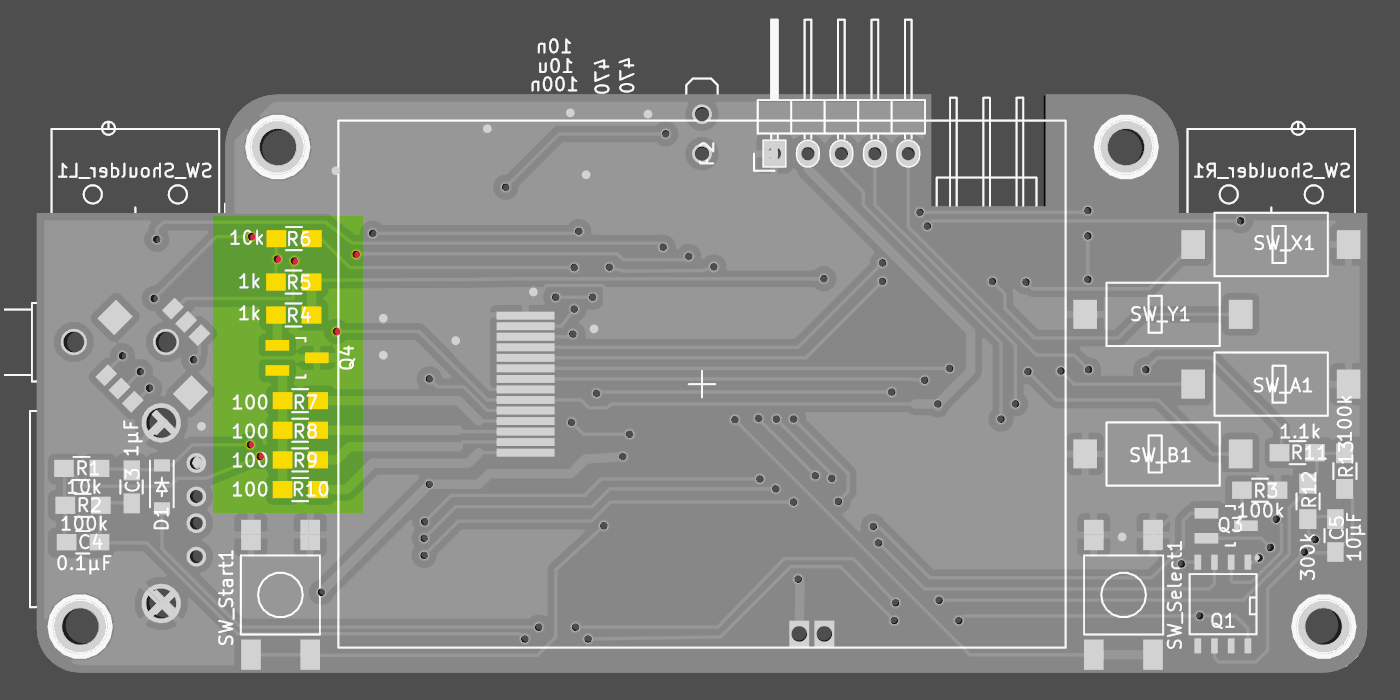 10n
10u
100n
470
470
R2
SW_Shoulder_L1
SW_Shoulder_R1
10k R6
1k R5
1k R4
Q4
100 R7
100 R8
100 R9
100 R10
SW_X1
SW_Y1
SW_A1
SW_B1
R1
10k
R2
100k
C4
0.1µF
C3 1µF
D1
SW_Start1
SW_Select1
1.1k
R11
R13
100k
R3
100k
R12
300k
Q3
C5
10µF
Q1